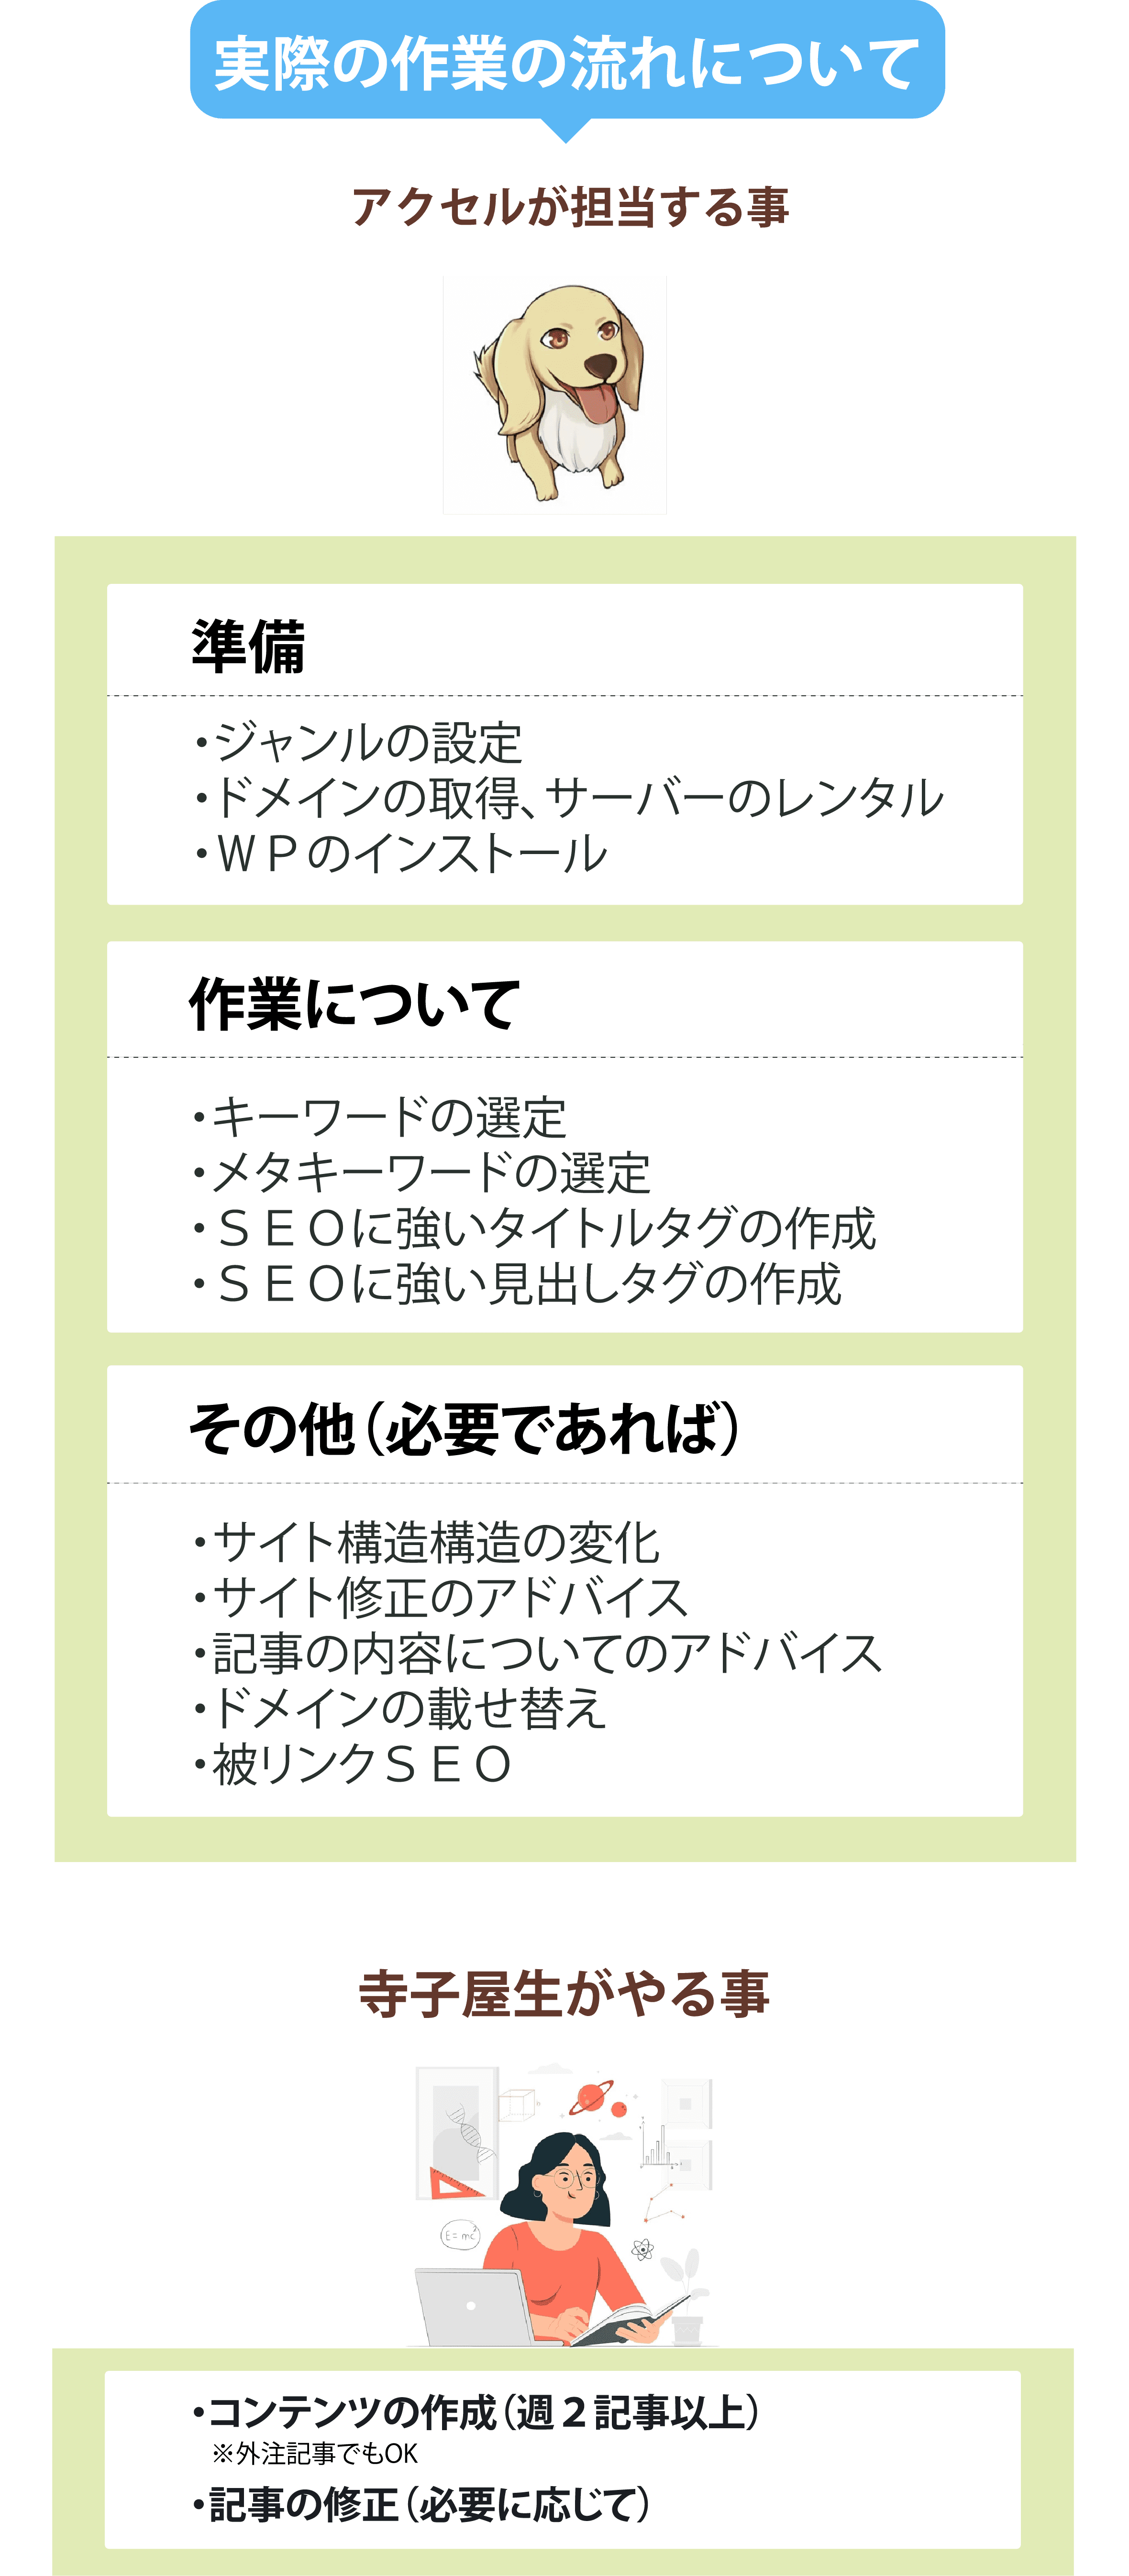 実際の作業の流れについて
アクセルが担当する事
準備
・ジャンルの設定
・ドメインの取得、サーバーのレンタル
・ＷＰのインストール
作業について
・キーワードの選定
・メタキーワードの選定
・ＳＥＯに強いタイトルタグの作成
・ＳＥＯに強い見出しタグの作成
その他（必要であれば）
・サイト構造構造の変化
・サイト修正のアドバイス
・記事の内容についてのアドバイス
・ドメインの載せ替え
・被リンクＳＥＯ
寺子屋生がやる事
E = mc²
・コンテンツの作成（週２記事以上）
※外注記事でもOK
・記事の修正（必要に応じて）